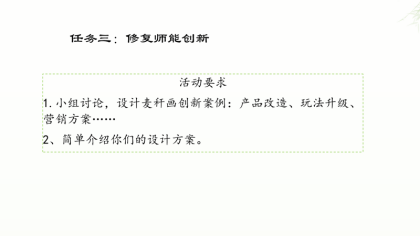 任务三：修复师能创新
活动要求
1.小组讨论，设计麦秆画创新案例：产品改造、玩法升级、
营销方案……
2、简单介绍你们的设计方案。